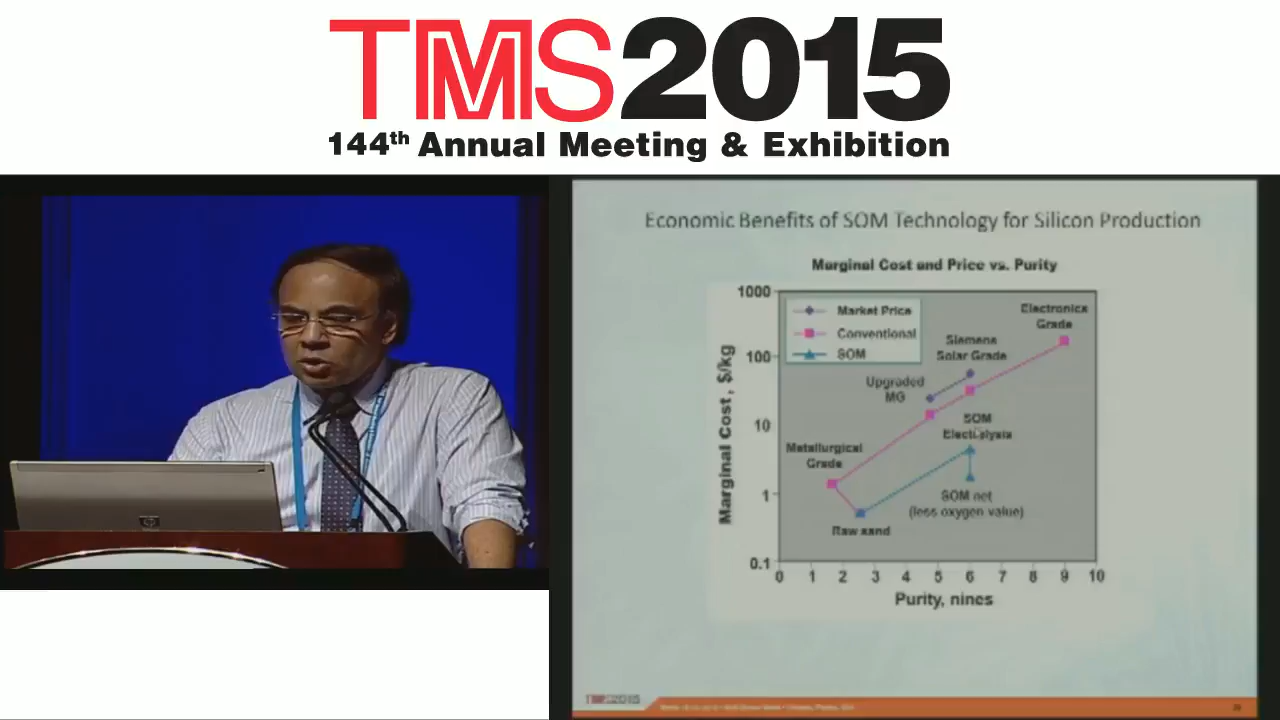 TMS2015
144th Annual Meeting & Exhibition
Economic Benefits of SOM Technology for Silicon Production
Marginal Cost and Price vs. Purity
1000
100
10
1
0.1
Marginal Cost, $/kg
Market Price
Conventional
SOM
Electronics
Grade
Siemens
Solar Grade
Upgraded
MG
SOM
Electrolysis
Metallurgical
Grade
SOM net
(less oxygen value)
Raw sand
0 1 2 3 4 5 6 7 8 9 10
Purity, nines
TMS2015
hp